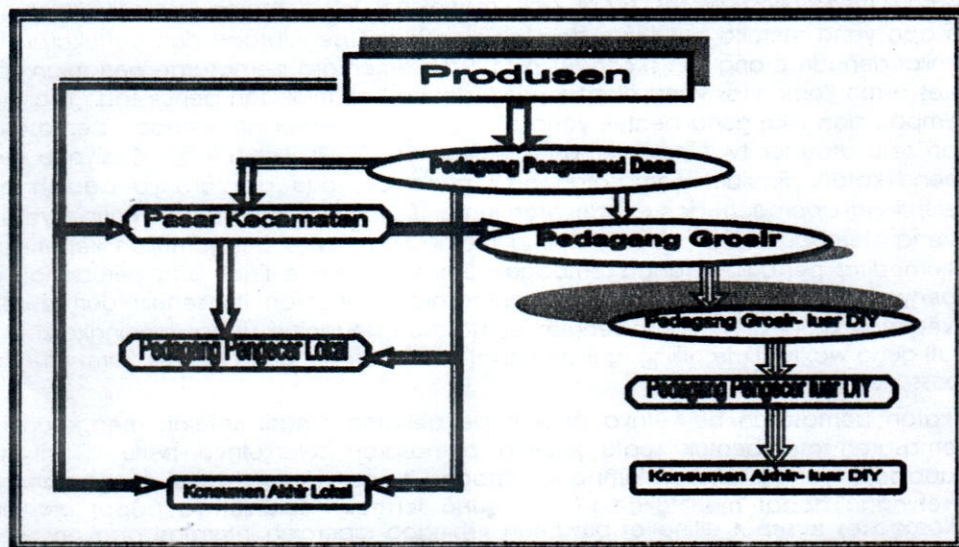 Produsen
Pedagang Pengumpul Desa
Pasar Kecamatan
Pedagang Grosir
Pedagang Grosir- luar DIY
Pedagang Pengecer Lokal
Pedagang Pengecer luar DIY
Konsumen Akhir- luar DIY
Konsumen Akhir Lokal